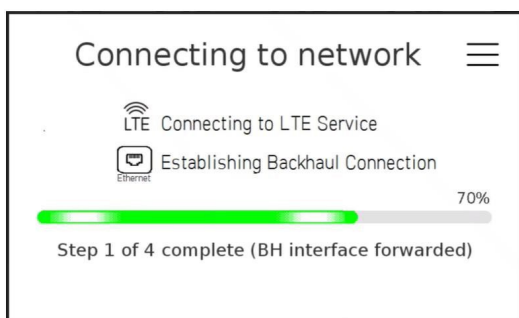 Connecting to network
LTE Connecting to LTE Service
Ethernet Establishing Backhaul Connection
70%
Step 1 of 4 complete (BH interface forwarded)